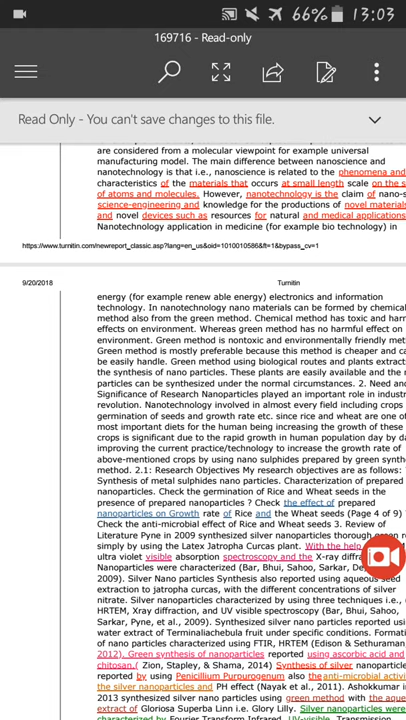 66% 13:03
169716 - Read-only
Read Only - You can't save changes to this file.
are considered from a molecular viewpoint for example universal
manufacturing model. The main difference between nanoscience and
nanotechnology is that i.e., nanoscience is related to the phenomena and
characteristics of the materials that occurs at small length scale on the s
of atoms and molecules. However, nanotechnology is the claim of nano-s
science-engineering and knowledge for the productions of novel materials
and novel devices such as resources for natural and medical applications
Nanotechnology application in medicine (for example bio technology) in
https://www.turnitin.com/newreport_classic.asp?lang=en_us&oid=1010010586&ft=1&bypass_cv=1
9/20/2018 Turnitin
energy (for example renew able energy) electronics and information
technology. In nanotechnology nano materials can be formed by chemical
method also from the green method. Chemical method has toxic and harr
effects on environment. Whereas green method has no harmful effect on
environment. Green method is nontoxic and environmentally friendly met
Green method is mostly preferable because this method is cheaper and ca
be easily handle. Green method using biological routes and plants extract
the synthesis of nano particles. These plants are easily available and the r
particles can be synthesized under the normal circumstances. 2. Need and
Significance of Research Nanoparticles played an important role in indust
revolution. Nanotechnology involved in almost every field including crops
germination of seeds and growth rate etc. since rice and wheat are one of
most important diets for the human being increasing the growth of these
crops is significant due to the rapid growth in human population day by da
improving the current practice/technology to increase the growth rate of
above-mentioned crops by using nano sulphides prepared by green synth
method. 2.1: Research Objectives My research objectives are as follows:
Synthesis of metal sulphides nano particles. Characterization of prepared
nanoparticles. Check the germination of Rice and Wheat seeds in the
presence of prepared nanoparticles ? Check the effect of prepared
nanoparticles on Growth rate of Rice and the Wheat seeds (Page 4 of 9)
Check the anti-microbial effect of Rice and Wheat seeds 3. Review of
Literature Pyne in 2009 synthesized silver nanoparticles thorough green r
simply by using the Latex Jatropha Curcas plant. With the help
ultra violet visible absorption spectroscopy and the X-ray diffra
Nanoparticles were characterized (Bar, Bhui, Sahoo, Sarkar, De
2009). Silver Nano particles Synthesis also reported using aqueous seed
extraction to jatropha curcas, with the different concentrations of silver
nitrate. Silver nanoparticles characterized by using three techniques i.e.,
HRTEM, Xray diffraction, and UV visible spectroscopy (Bar, Bhui, Sahoo,
Sarkar, Pyne, et al., 2009). Synthesis of silver nanoparticles reported usi
water extract of Terminaliachebula fruit under specific conditions. Format
of nano particles characterized using FTIR, HRTEM (Edison & Sethuraman
2012). Green synthesis of nanoparticles reported using ascorbic acid and
chitosan.( Zion, Stapley, & Shama, 2014) Synthesis of silver nanoparticle
reported by using Penicillium Purpurogenum also the anti-microbial activi
the silver nanoparticles and PH effect (Nayak et al., 2011). Ashokkumar i
2013 synthesized silver nanoparticles using green method with the aque
extract of Gloriosa Superba Linn i.e. Glory Lilly. Silver nanoparticles were
characterized by Fourier Transform Infrared, UV-visible, Transmission